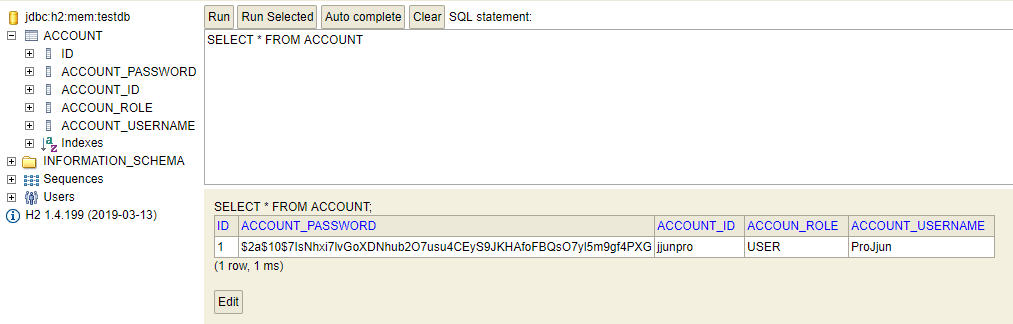 jdbc:h2:mem:testdb
ACCOUNT
ID
ACCOUNT_PASSWORD
ACCOUNT_ID
ACCOUN_ROLE
ACCOUNT_USERNAME
Indexes
INFORMATION_SCHEMA
Sequences
Users
H2 1.4.199 (2019-03-13)
Run Run Selected Auto complete Clear SQL statement:
SELECT * FROM ACCOUNT
SELECT * FROM ACCOUNT;
ID ACCOUNT_PASSWORD ACCOUNT_ID ACCOUN_ROLE ACCOUNT_USERNAME
1 $2a$10$7IsNhxi7lvGoXDNhub2O7usu4CEyS9JKHAfoFBQsO7yl5m9gf4PXG jjunpro USER ProJjun
(1 row, 1 ms)
Edit